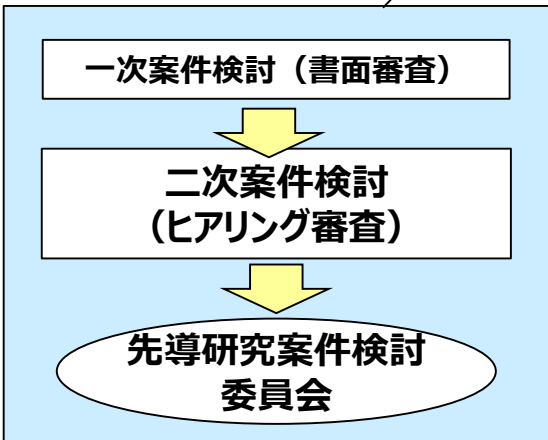 一次案件検討（書面審査）
二次案件検討
（ヒアリング審査）
先導研究案件検討
委員会